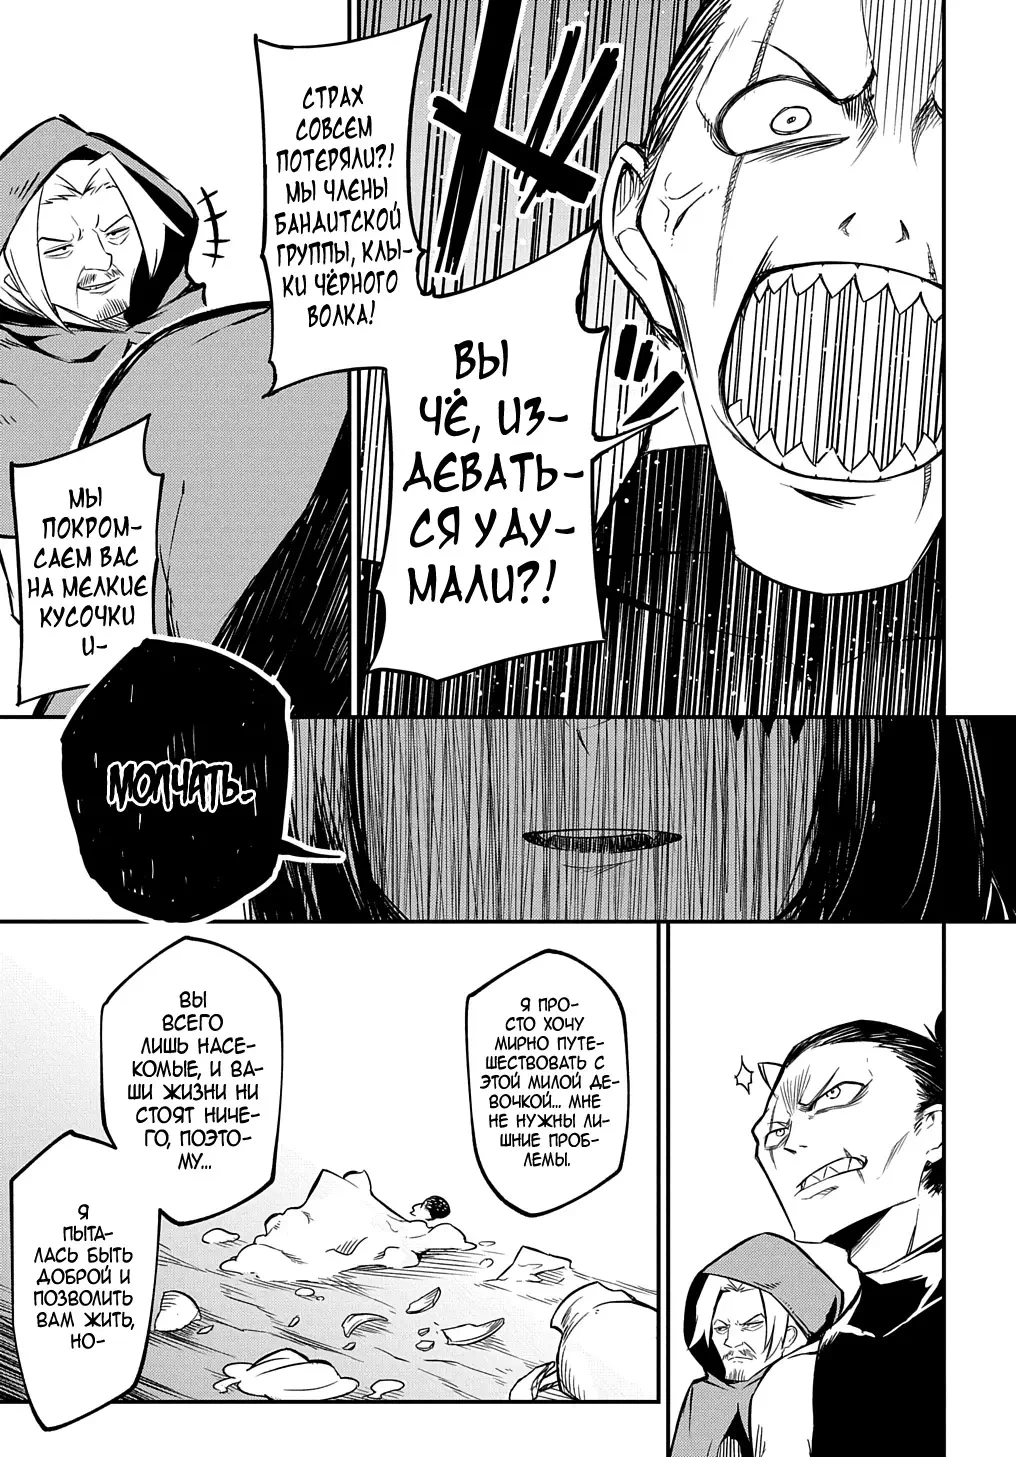 ВЫ
ЧЁ, ИЗ-
ДЕВАТЬ-
СЯ УДУ-
МАЛИ?!
СТРАХ
СОВСЕМ
ПОТЕРЯЛИ?!
МЫ ЧЛЕНЫ
БАНДИТСКОЙ
ГРУППЫ, КЛЫ-
КИ ЧЁРНОГО
ВОЛКА!
МЫ
ПОКРОМ-
САЕМ ВАС
НА МЕЛКИЕ
КУСОЧКИ
И-
МОЛЧАТЬ.
Я ПРО-
СТО ХОЧУ
МИРНО ПУТЕ-
ШЕСТВОВАТЬ С
ЭТОЙ МИЛОЙ ДЕ-
ВОЧКОЙ... МНЕ
НЕ НУЖНЫ ЛИ-
ШНИЕ ПРОБ-
ЛЕМЫ.
ВЫ
ВСЕГО
ЛИШЬ НАСЕ-
КОМЫЕ, И ВА-
ШИ ЖИЗНИ НИ
СТОЯТ НИЧЕ-
ГО, ПОЭТО-
МУ...
Я
ПЫТА-
ЛАСЬ БЫТЬ
ДОБРОЙ И
ПОЗВОЛИТЬ
ВАМ ЖИТЬ,
НО-